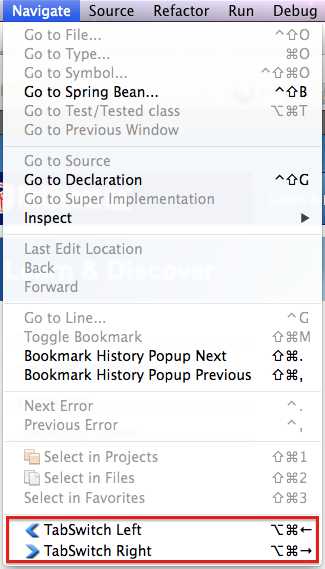 Navigate Source Refactor Run Debug
Go to File... ^⇧O
Go to Type... ⌘O
Go to Symbol... ^⇧⌘O
Go to Spring Bean... ^⇧B
Go to Test/Tested class ⌥⌘T
Go to Previous Window
Go to Source
Go to Declaration ^⇧G
Go to Super Implementation
Inspect ▶
Last Edit Location
Back
Forward
Go to Line... ^G
Toggle Bookmark ⇧⌘M
Bookmark History Popup Next ⇧⌘.
Bookmark History Popup Previous ⇧⌘,
Next Error ^.
Previous Error ^,
Select in Projects ⇧⌘1
Select in Files ⇧⌘2
Select in Favorites ⇧⌘3
TabSwitch Left ⌥⌘←
TabSwitch Right ⌥⌘→